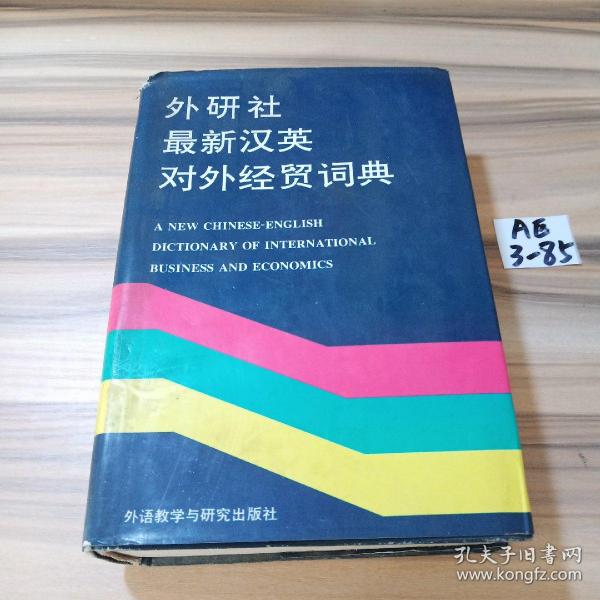 外研社
最新汉英
对外经贸词典
A NEW CHINESE-ENGLISH
DICTIONARY OF INTERNATIONAL
BUSINESS AND ECONOMICS
AE
3-85
外语教学与研究出版社
孔夫子旧书网
www.kongfz.com